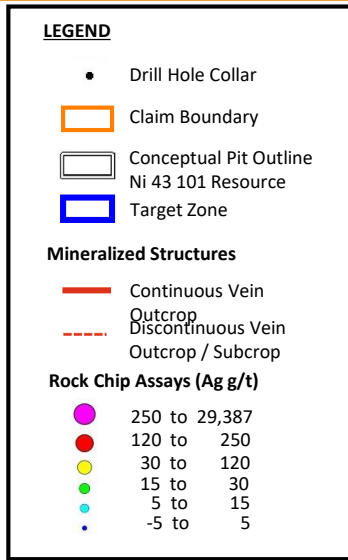 LEGEND
Drill Hole Collar
Claim Boundary
Conceptual Pit Outline
Ni 43 101 Resource
Target Zone
Mineralized Structures
Continuous Vein
Outcrop
Discontinuous Vein
Outcrop / Subcrop
Rock Chip Assays (Ag g/t)
250 to 29,387
120 to 250
30 to 120
15 to 30
5 to 15
-5 to 5